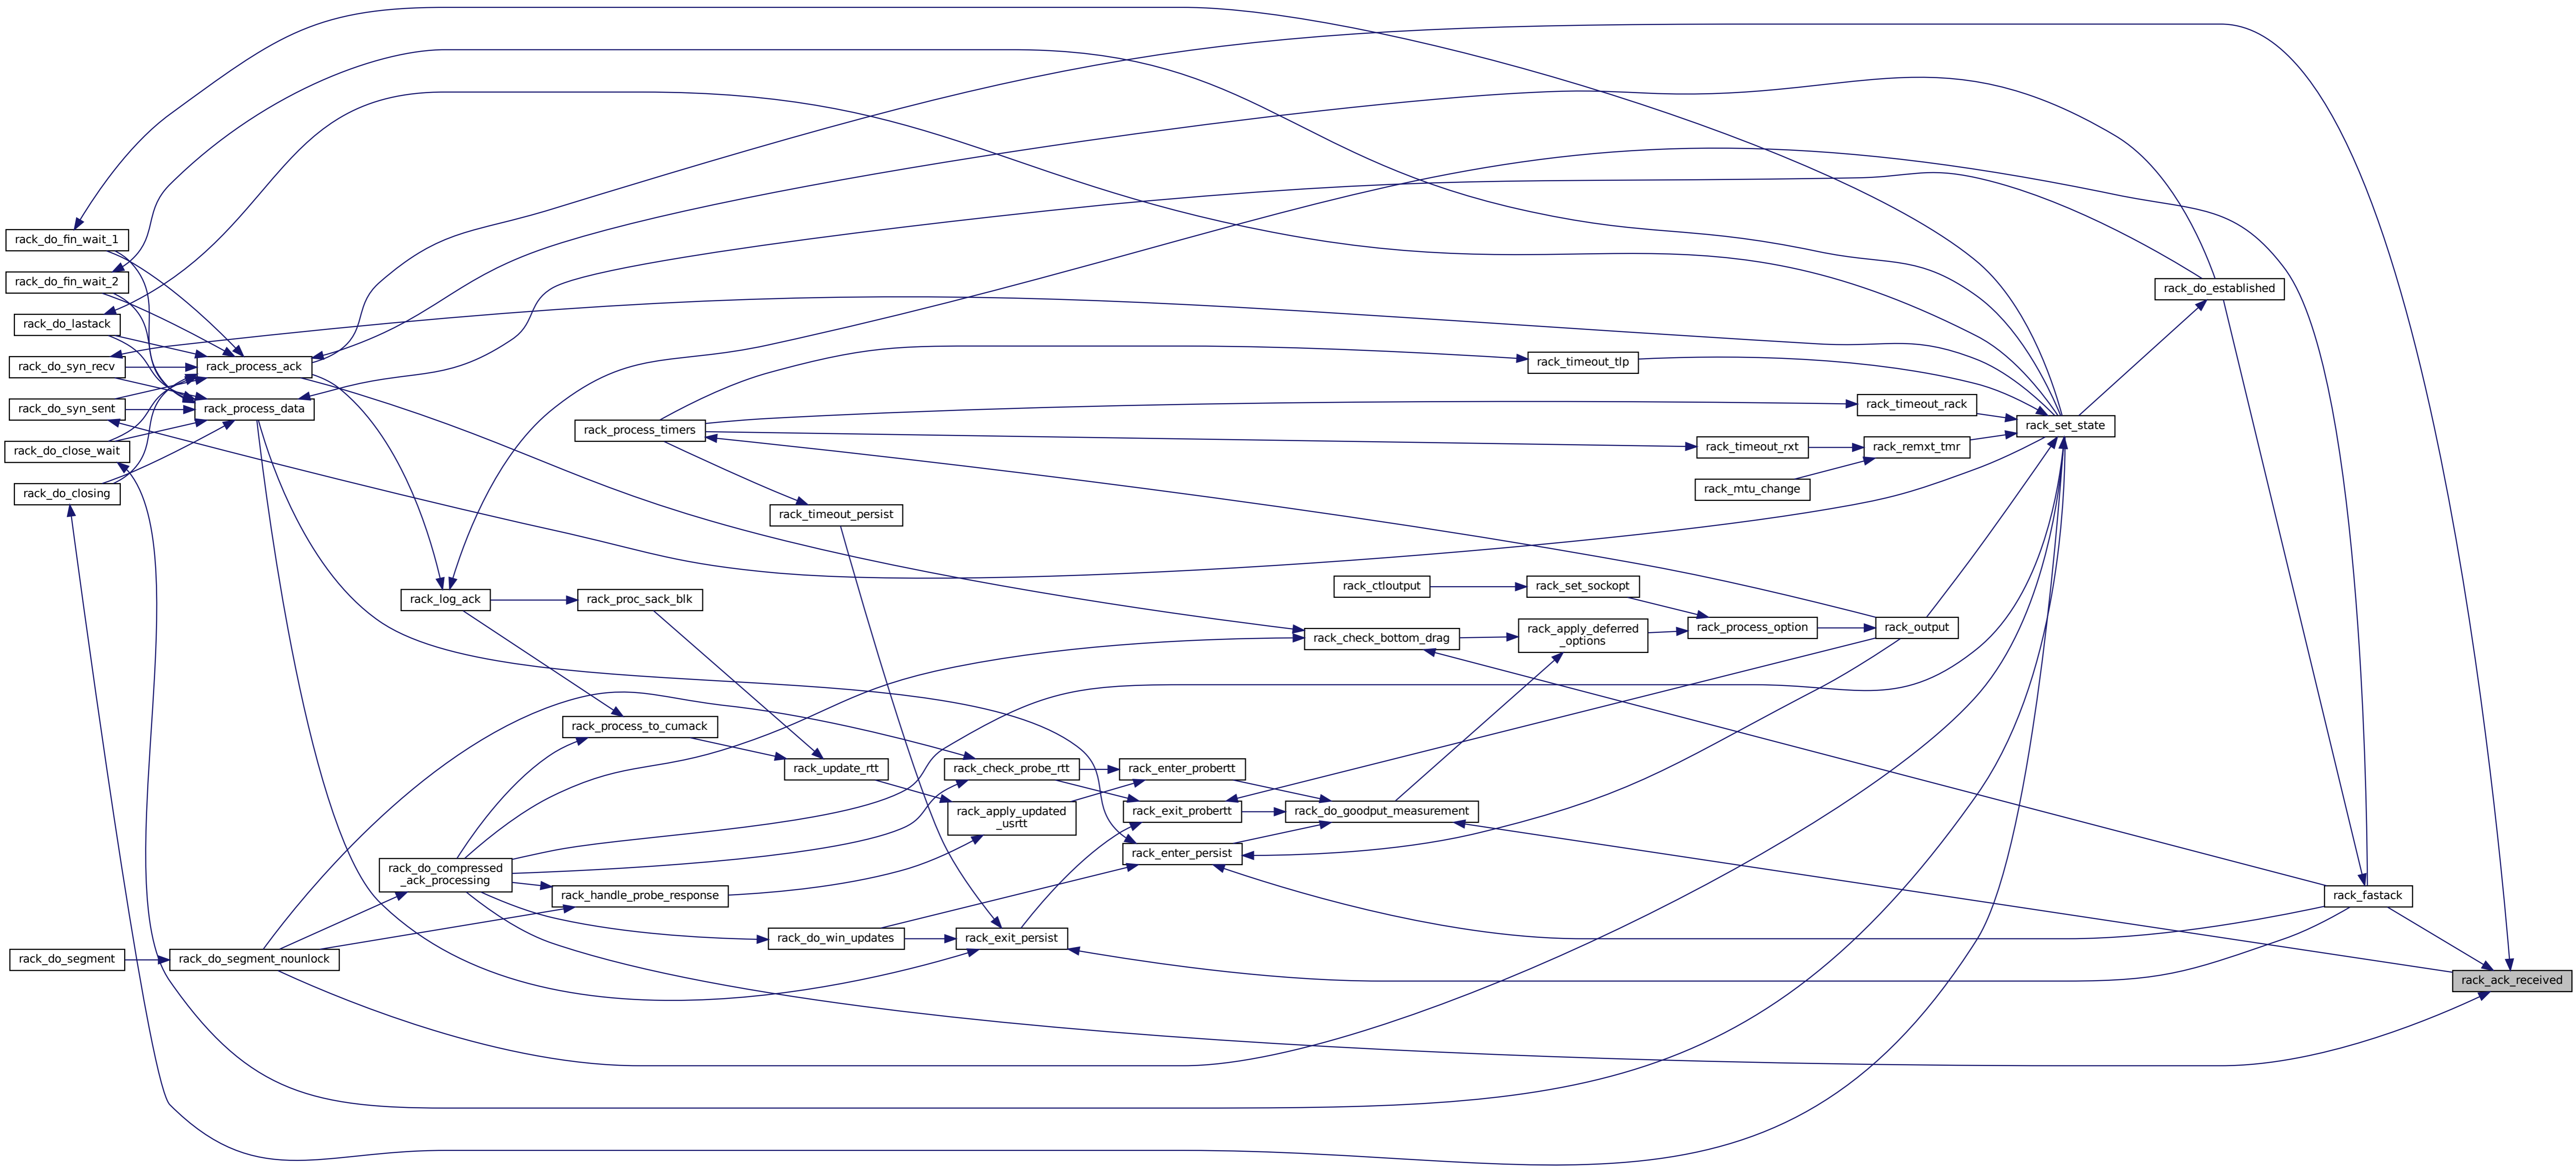 rack_do_fin_wait_1
rack_do_fin_wait_2
rack_do_established
rack_do_lastack
rack_do_syn_recv
rack_process_ack
rack_timeout_tlp
rack_do_syn_sent
rack_process_data
rack_timeout_rack
rack_process_timers
rack_set_state
rack_do_close_wait
rack_timeout_rxt
rack_remxt_tmr
rack_do_closing
rack_mtu_change
rack_timeout_persist
rack_log_ack
rack_proc_sack_blk
rack_ctloutput
rack_set_sockopt
rack_check_bottom_drag
rack_apply_deferred
_options
rack_process_option
rack_output
rack_process_to_cumack
rack_update_rtt
rack_check_probe_rtt
rack_enter_probertt
rack_apply_updated
_usrtt
rack_exit_probertt
rack_do_goodput_measurement
rack_enter_persist
rack_do_compressed
_ack_processing
rack_handle_probe_response
rack_fastack
rack_do_win_updates
rack_exit_persist
rack_do_segment
rack_do_segment_nounlock
rack_ack_received